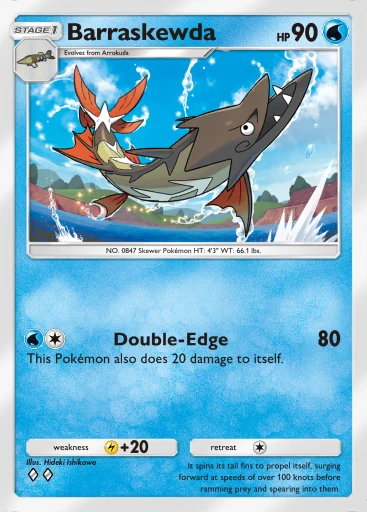 STAGE 1
Barraskewda
HP 90
Evolves from Arrokuda
NO. 0847 Skewer Pokémon HT: 4'3" WT: 66.1 lbs.
Double-Edge 80
This Pokémon also does 20 damage to itself.
weakness +20 retreat
Illus. Hideki Ishikawa
It spins its tail fins to propel itself, surging
forward at speeds of over 100 knots before
ramming prey and spearing into them.